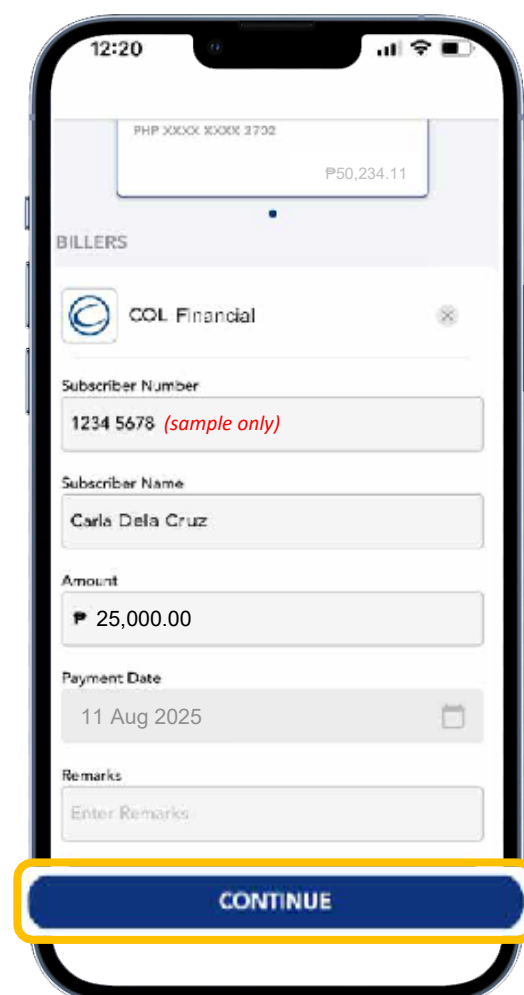 12:20
PHP XXXX XXXX 2702
₱50,234.11
BILLERS
COL Financial
Subscriber Number
1234 5678 (sample only)
Subscriber Name
Carla Dela Cruz
Amount
₱ 25,000.00
Payment Date
11 Aug 2025
Remarks
Enter Remarks
CONTINUE